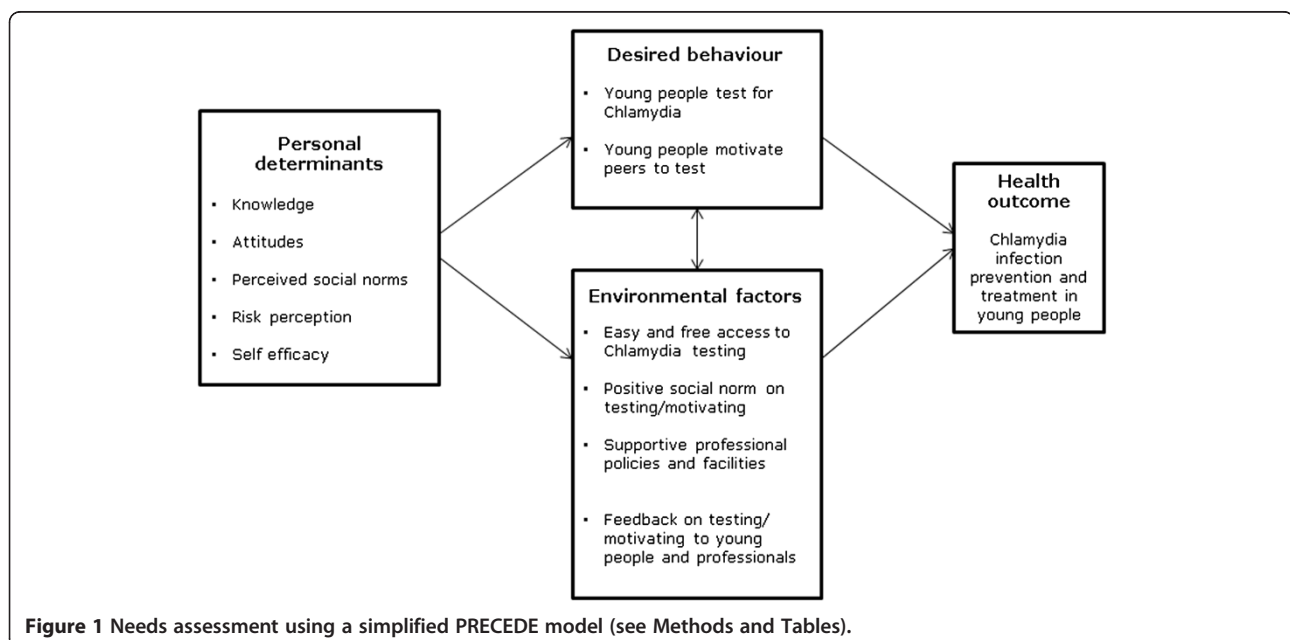 Personal
determinants
▪ Knowledge
▪ Attitudes
▪ Perceived social norms
▪ Risk perception
▪ Self efficacy
Desired behaviour
▪ Young people test for
Chlamydia
▪ Young people motivate
peers to test
Environmental factors
▪ Easy and free access to
Chlamydia testing
▪ Positive social norm on
testing/motivating
▪ Supportive professional
policies and facilities
▪ Feedback on testing/
motivating to young
people and professionals
Health
outcome
Chlamydia
infection
prevention and
treatment in
young people
Figure 1 Needs assessment using a simplified PRECEDE model (see Methods and Tables).